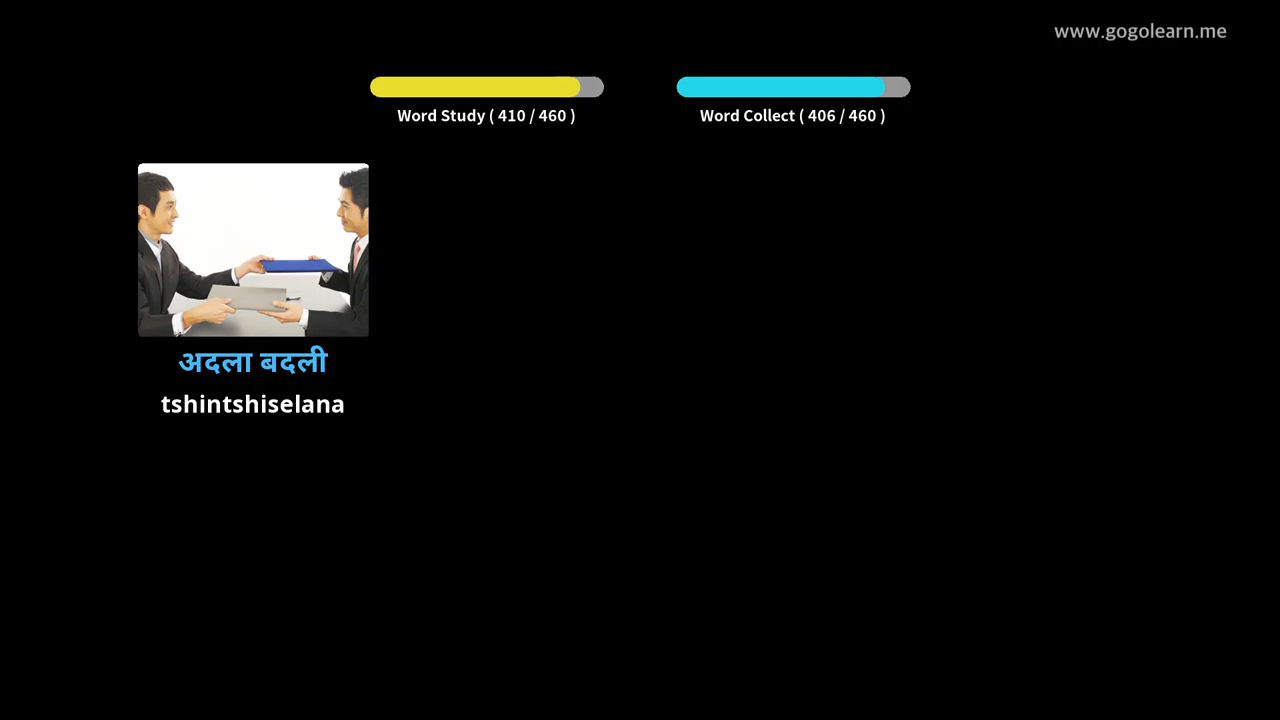 www.gogolearn.me
Word Study ( 410 / 460 )
Word Collect ( 406 / 460 )
अदला बदली
tshintshiselana